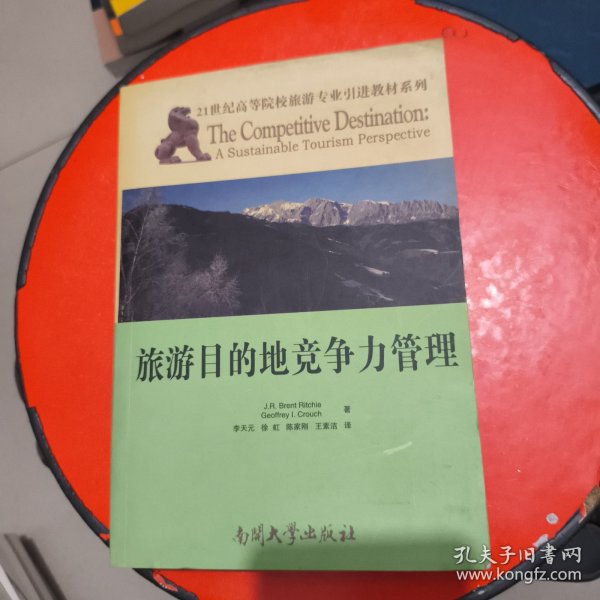 21世纪高等院校旅游专业引进教材系列
The Competitive Destination:
A Sustainable Tourism Perspective
旅游目的地竞争力管理
J.R. Brent Ritchie
Geoffrey I. Crouch 著
李天元 徐虹 陈家刚 王素洁 译
南開大學出版社
孔夫子旧书网
www.kongfz.com